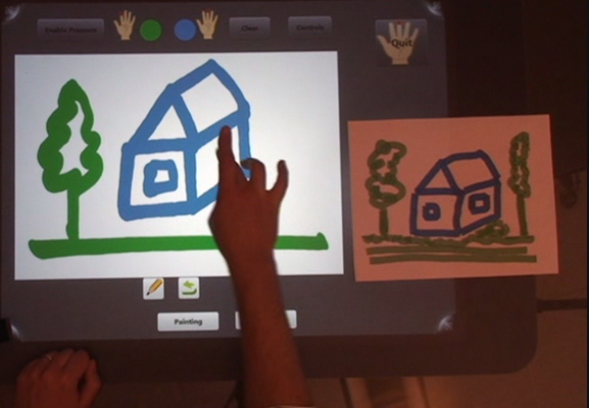 Enable Pressure
Clear
Controls
Quit
Painting